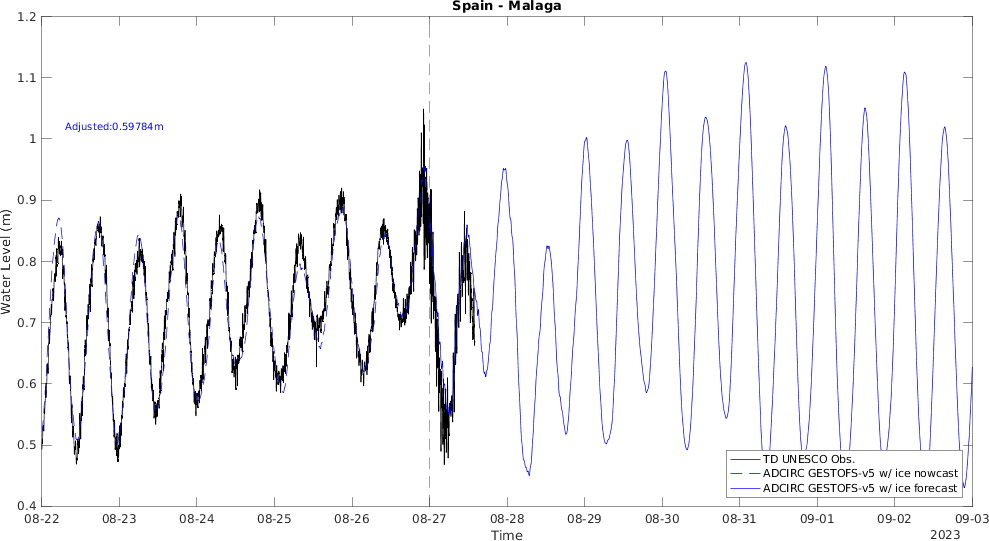 Spain - Malaga
1.2
1.1
1
0.9
0.8
0.7
0.6
0.5
0.4
Water Level (m)
Adjusted:0.59784m
TD UNESCO Obs.
ADCIRC GESTOFS-v5 w/ ice nowcast
ADCIRC GESTOFS-v5 w/ ice forecast
08-22 08-23 08-24 08-25 08-26 08-27 08-28 08-29 08-30 08-31 09-01 09-02 09-03
Time
2023